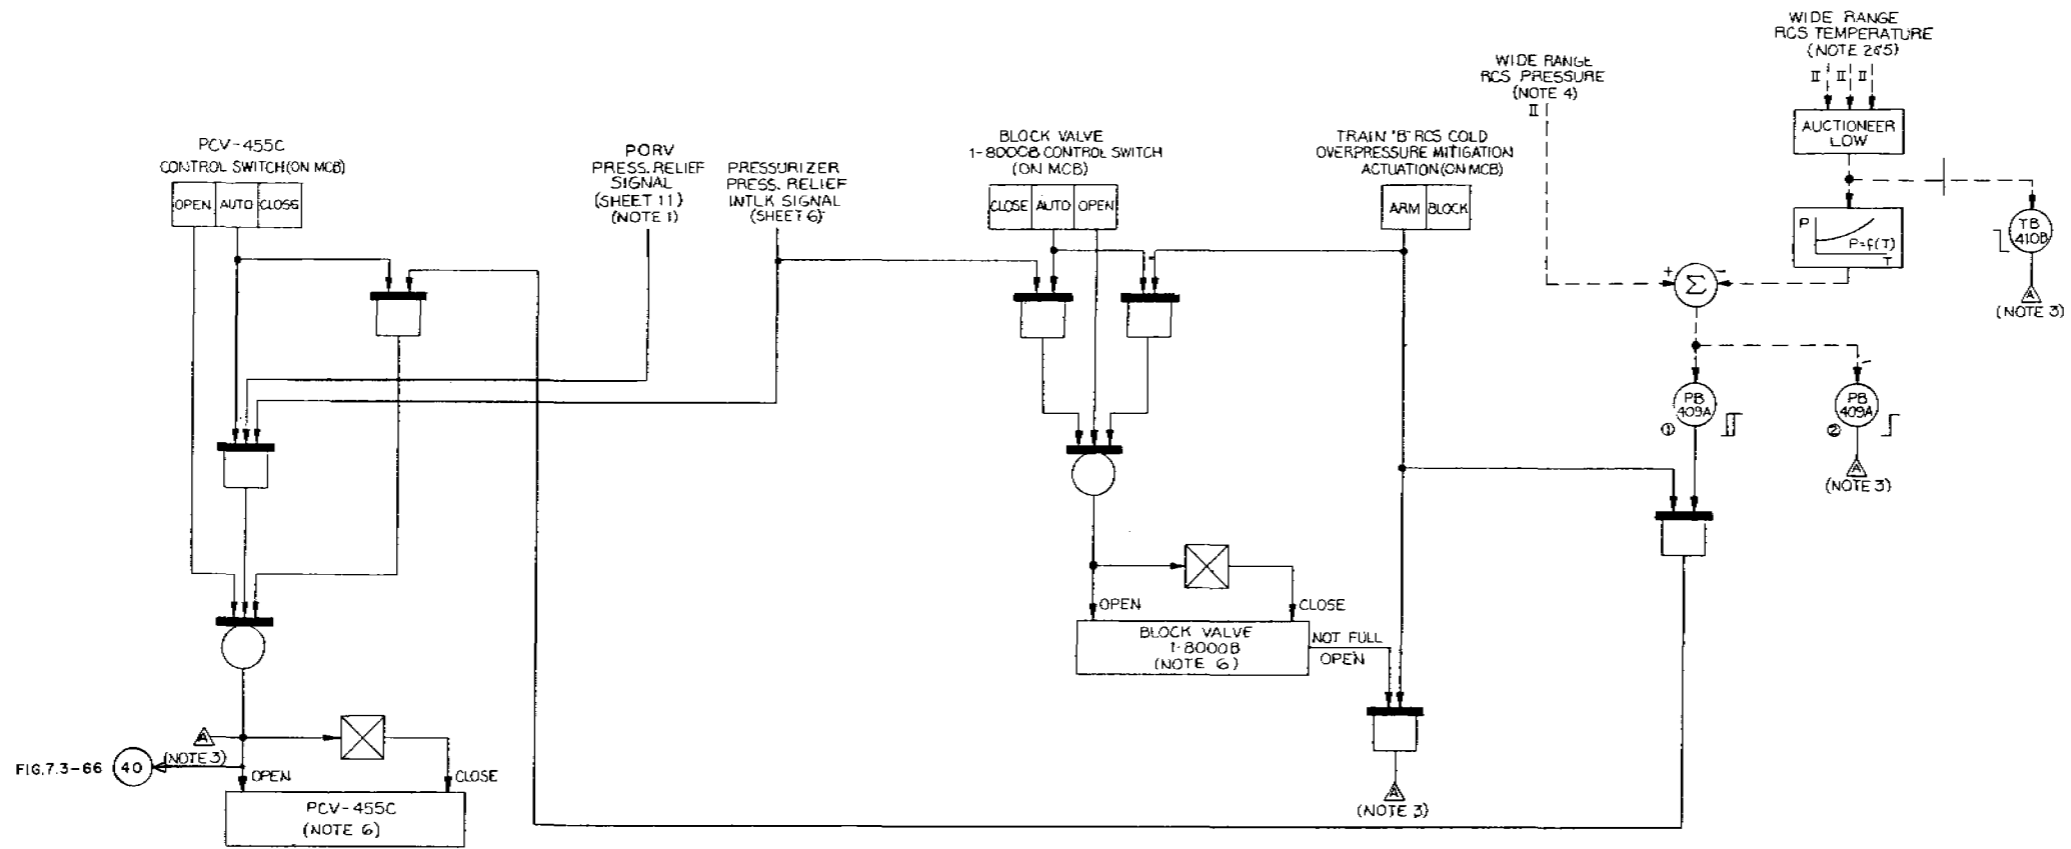 WIDE RANGE
RCS TEMPERATURE
(NOTE 2&5)
II II II
WIDE RANGE
RCS PRESSURE
(NOTE 4)
II
AUCTIONEER
LOW
PCV-455C
CONTROL SWITCH(ON MCB)
OPEN AUTO CLOSE
PORV
PRESS. RELIEF
SIGNAL
(SHEET 11)
(NOTE 1)
PRESSURIZER
PRESS. RELIEF
INTLK SIGNAL
(SHEET 6)
BLOCK VALVE
1-8000B CONTROL SWITCH
(ON MCB)
CLOSE AUTO OPEN
TRAIN "B" RCS COLD
OVERPRESSURE MITIGATION
ACTUATION(ON MCB)
ARM BLOCK
P
P=f(T)
T
TB
410B
A
(NOTE 3)
+ Σ -
PB
409A
①
PB
409A
②
A
(NOTE 3)
OPEN
CLOSE
BLOCK VALVE
1-8000B
(NOTE 6)
NOT FULL
OPEN
A
(NOTE 3)
A
(NOTE 3)
FIG.7.3-66 40
OPEN
CLOSE
PCV-455C
(NOTE 6)